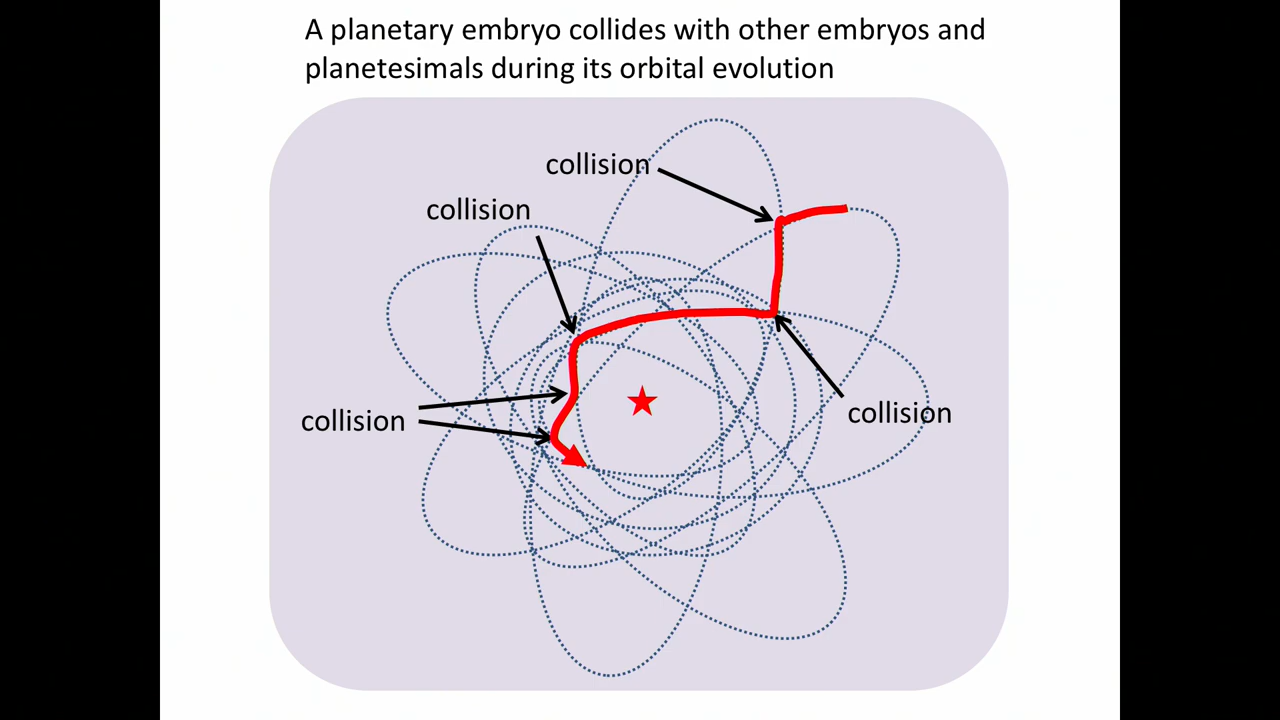 A planetary embryo collides with other embryos and
planetesimals during its orbital evolution
collision
collision
collision
collision